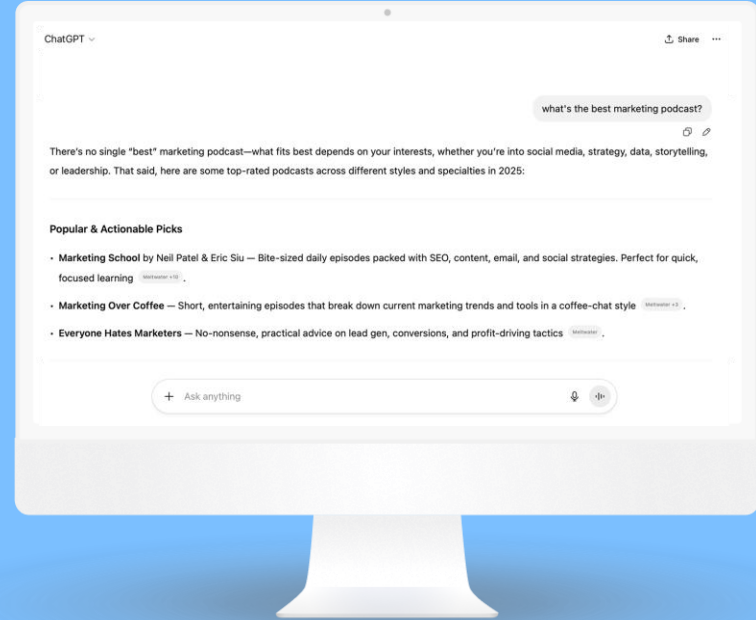 ChatGPT
Share
what's the best marketing podcast?
There's no single “best” marketing podcast—what fits best depends on your interests, whether you're into social media, strategy, data, storytelling,
or leadership. That said, here are some top-rated podcasts across different styles and specialties in 2025:
Popular & Actionable Picks
• Marketing School by Neil Patel & Eric Siu — Bite-sized daily episodes packed with SEO, content, email, and social strategies. Perfect for quick,
focused learning Meltwater +10 .
• Marketing Over Coffee — Short, entertaining episodes that break down current marketing trends and tools in a coffee-chat style Meltwater +3 .
• Everyone Hates Marketers — No-nonsense, practical advice on lead gen, conversions, and profit-driving tactics Meltwater .
Ask anything